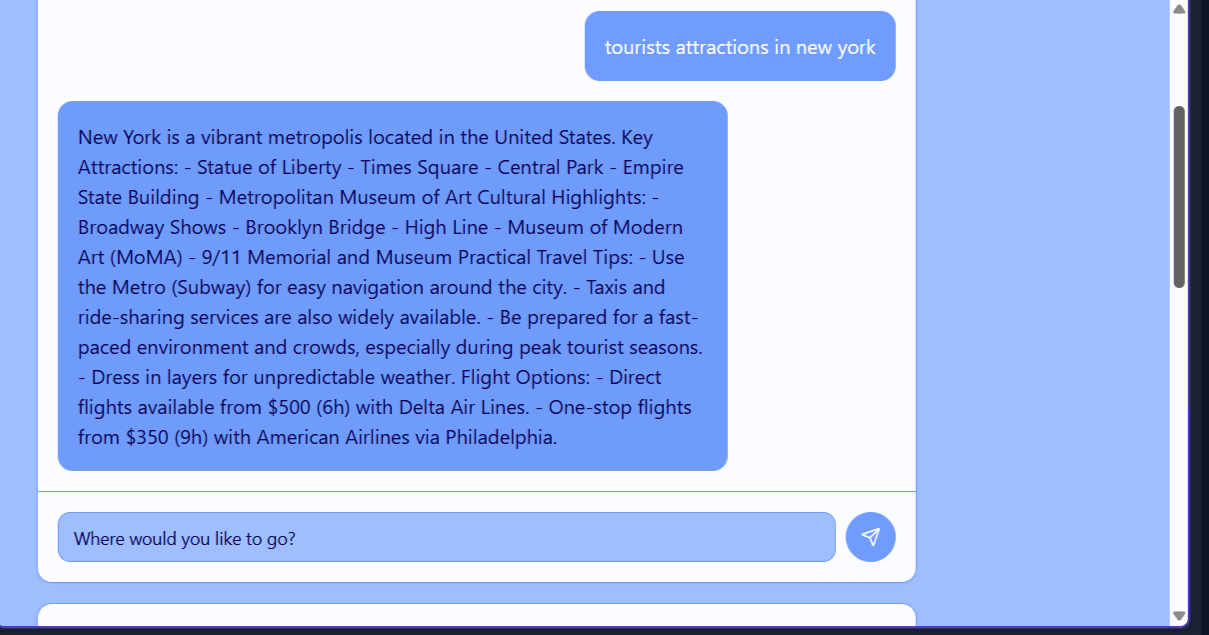 tourists attractions in new york
New York is a vibrant metropolis located in the United States. Key
Attractions: - Statue of Liberty - Times Square - Central Park - Empire
State Building - Metropolitan Museum of Art Cultural Highlights: -
Broadway Shows - Brooklyn Bridge - High Line - Museum of Modern
Art (MoMA) - 9/11 Memorial and Museum Practical Travel Tips: - Use
the Metro (Subway) for easy navigation around the city. - Taxis and
ride-sharing services are also widely available. - Be prepared for a fast-
paced environment and crowds, especially during peak tourist seasons.
- Dress in layers for unpredictable weather. Flight Options: - Direct
flights available from $500 (6h) with Delta Air Lines. - One-stop flights
from $350 (9h) with American Airlines via Philadelphia.
Where would you like to go?